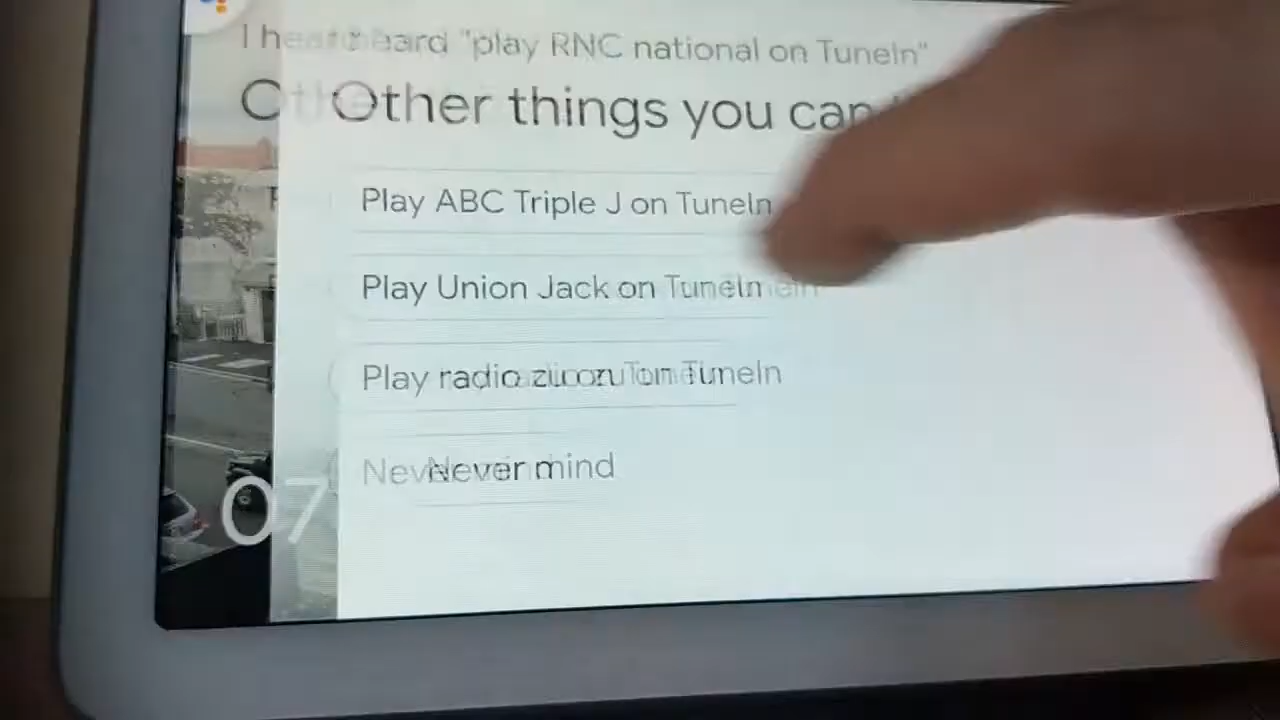 I heard "play RNC national on TuneIn"
Other things you can
Play ABC Triple J on TuneIn
Play Union Jack on TuneIn
Play radio on TuneIn
Never mind
07